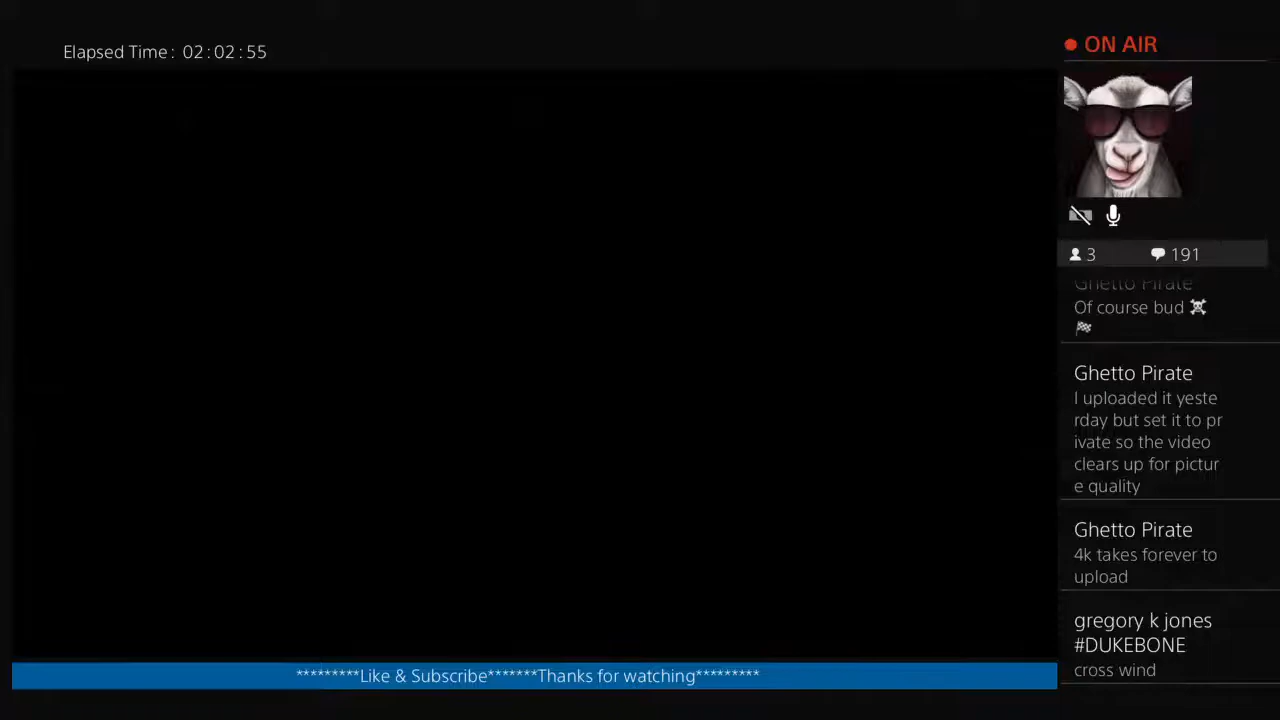 Elapsed Time: 02:02:55
ON AIR
3 191
Ghetto Pirate
Of course bud
Ghetto Pirate
I uploaded it yeste
rday but set it to pr
ivate so the video
clears up for pictur
e quality
Ghetto Pirate
4k takes forever to
upload
gregory k jones
#DUKEBONE
cross wind
*********Like & Subscribe*******Thanks for watching*********